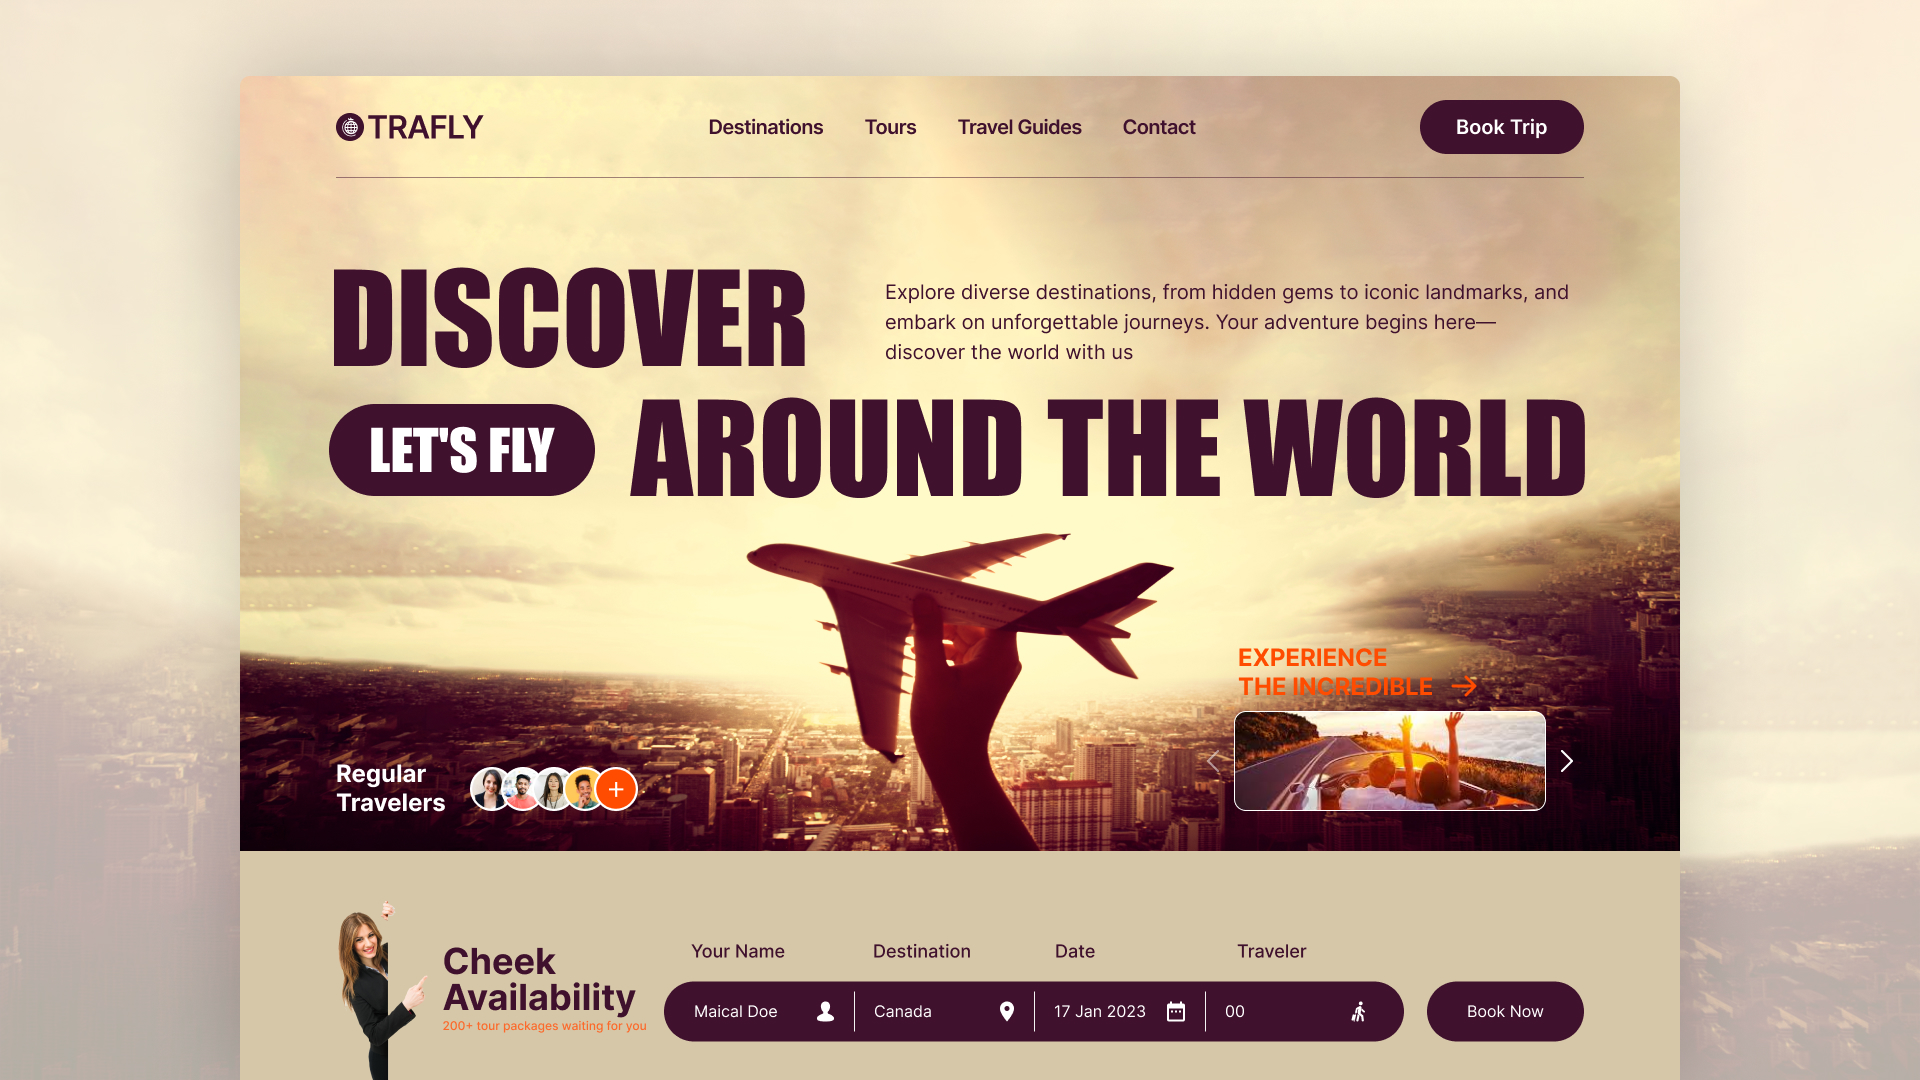 TRAFLY
Destinations
Tours
Travel Guides
Contact
Book Trip
DISCOVER
Explore diverse destinations, from hidden gems to iconic landmarks, and
embark on unforgettable journeys. Your adventure begins here—
discover the world with us
LET'S FLY
AROUND THE WORLD
EXPERIENCE
THE INCREDIBLE
Regular
Travelers
Cheek
Availability
200+ tour packages waiting for you
Your Name
Destination
Date
Traveler
Maical Doe
Canada
17 Jan 2023
00
Book Now